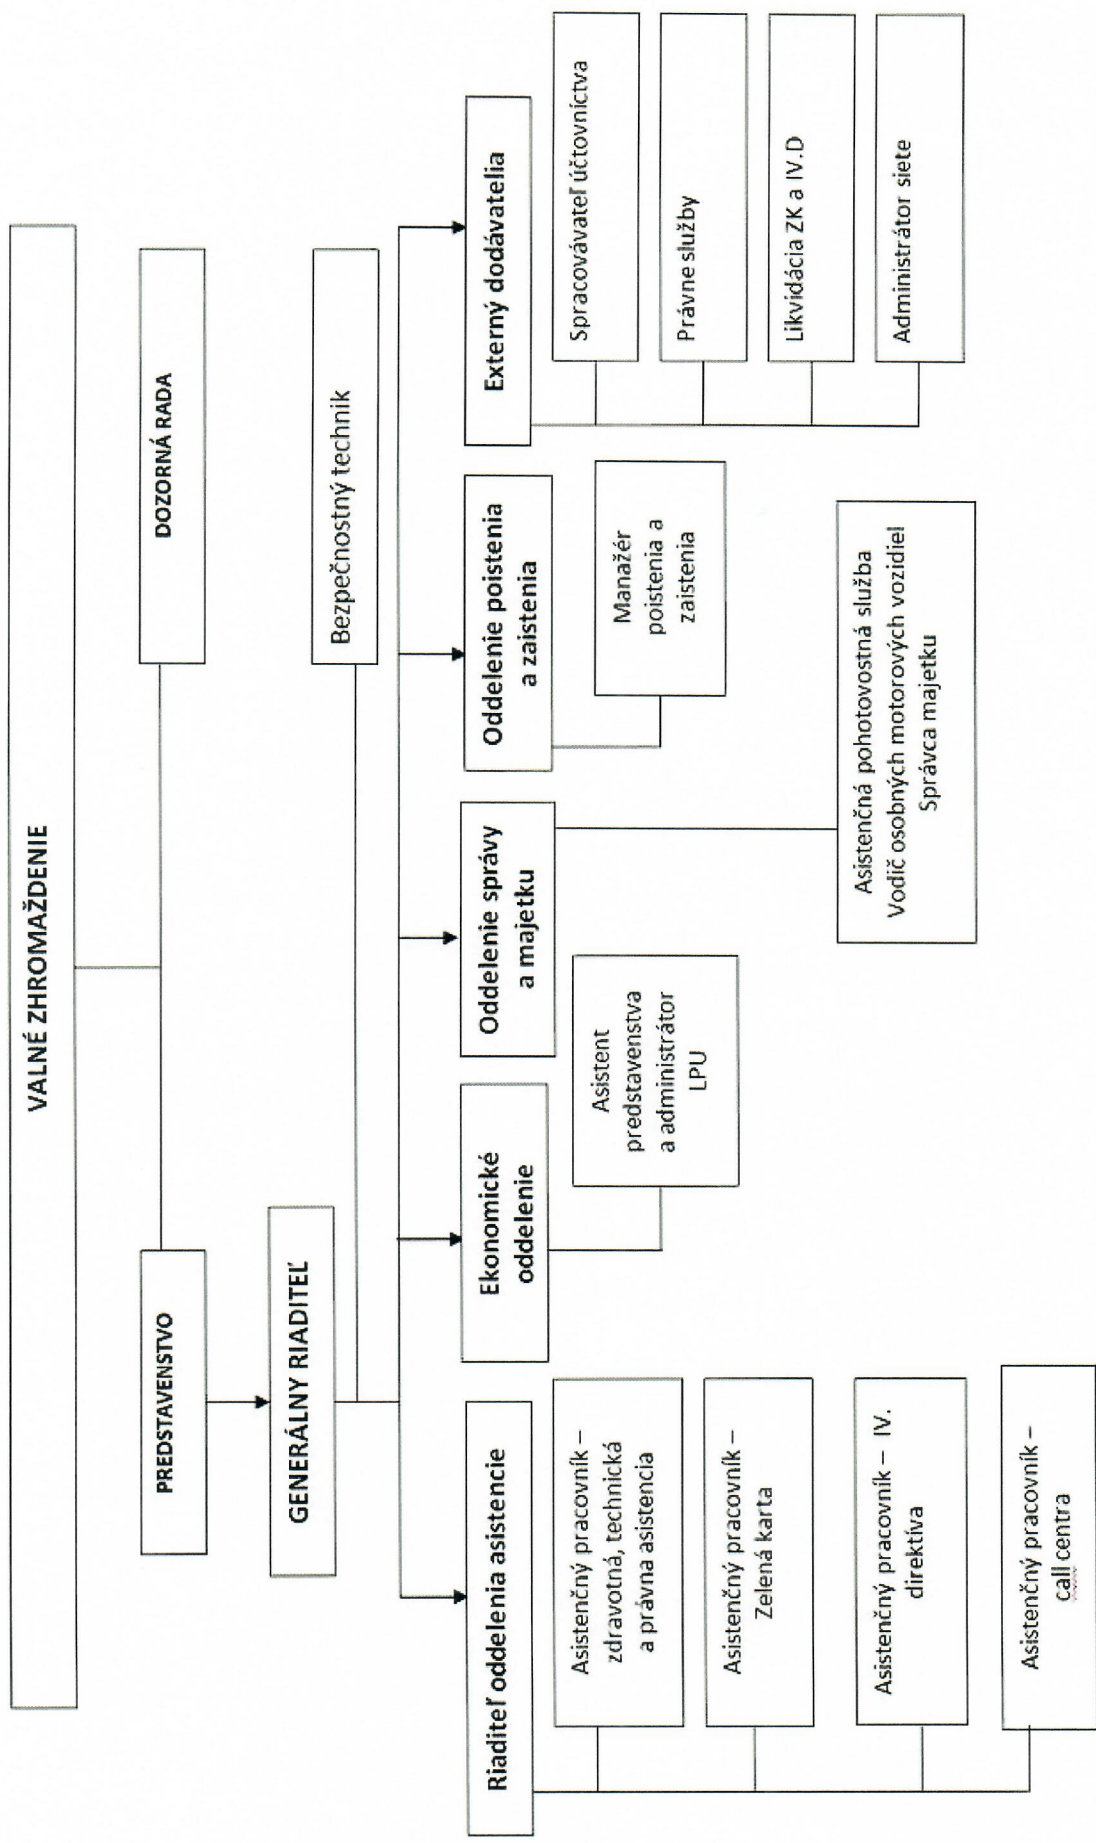 VALNÉ ZHROMAŽDENIE
PREDSTAVENSTVO
DOZORNÁ RADA
GENERÁLNY RIADITEĽ
Bezpečnostný technik
Riaditeľ oddelenia asistencie
Asistenčný pracovník –
zdravotná, technická
a právna asistencia
Asistenčný pracovník –
Zelená karta
Asistenčný pracovník – IV.
direktíva
Asistenčný pracovník –
call centra
Ekonomické
oddelenie
Asistent
predstavenstva
a administrátor
LPU
Oddelenie správy
a majetku
Asistenčná pohotovostná služba
Vodič osobných motorových vozidiel
Správca majetku
Oddelenie poistenia
a zaistenia
Manažér
poistenia a
zaistenia
Externý dodávatelia
Spracovávateľ účtovníctva
Právne služby
Likvidácia ZK a IV.D
Administrátor siete